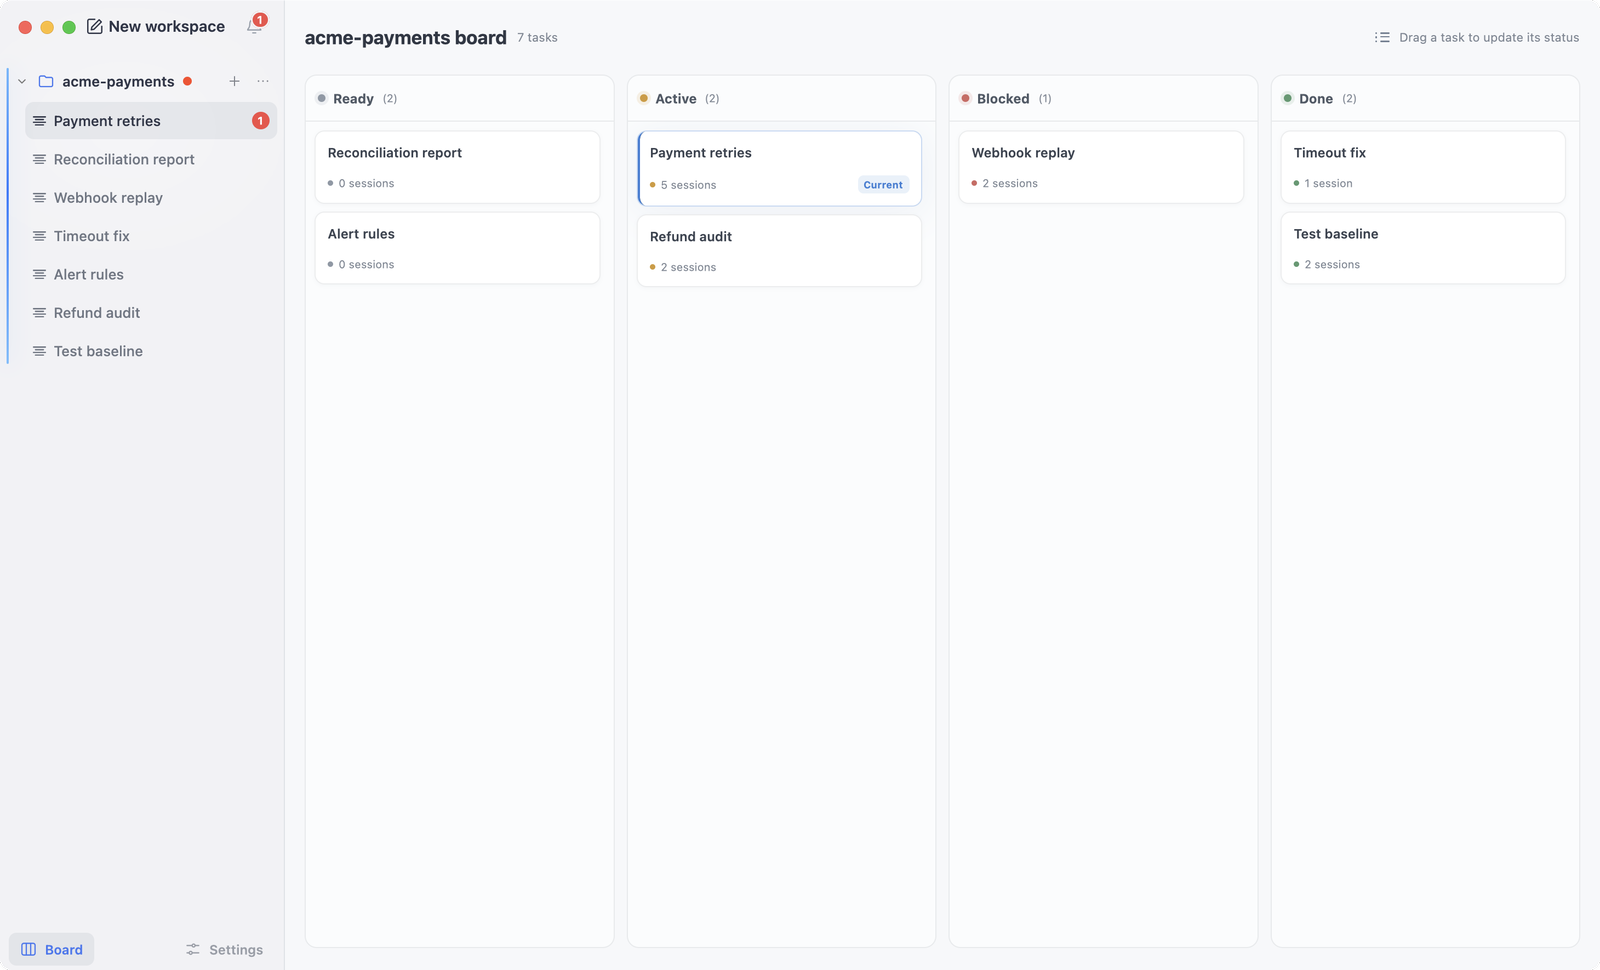 New workspace
1
acme-payments
Payment retries
1
Reconciliation report
Webhook replay
Timeout fix
Alert rules
Refund audit
Test baseline
Board
Settings
acme-payments board
7 tasks
Drag a task to update its status
Ready (2)
Reconciliation report
0 sessions
Alert rules
0 sessions
Active (2)
Payment retries
5 sessions
Current
Refund audit
2 sessions
Blocked (1)
Webhook replay
2 sessions
Done (2)
Timeout fix
1 session
Test baseline
2 sessions